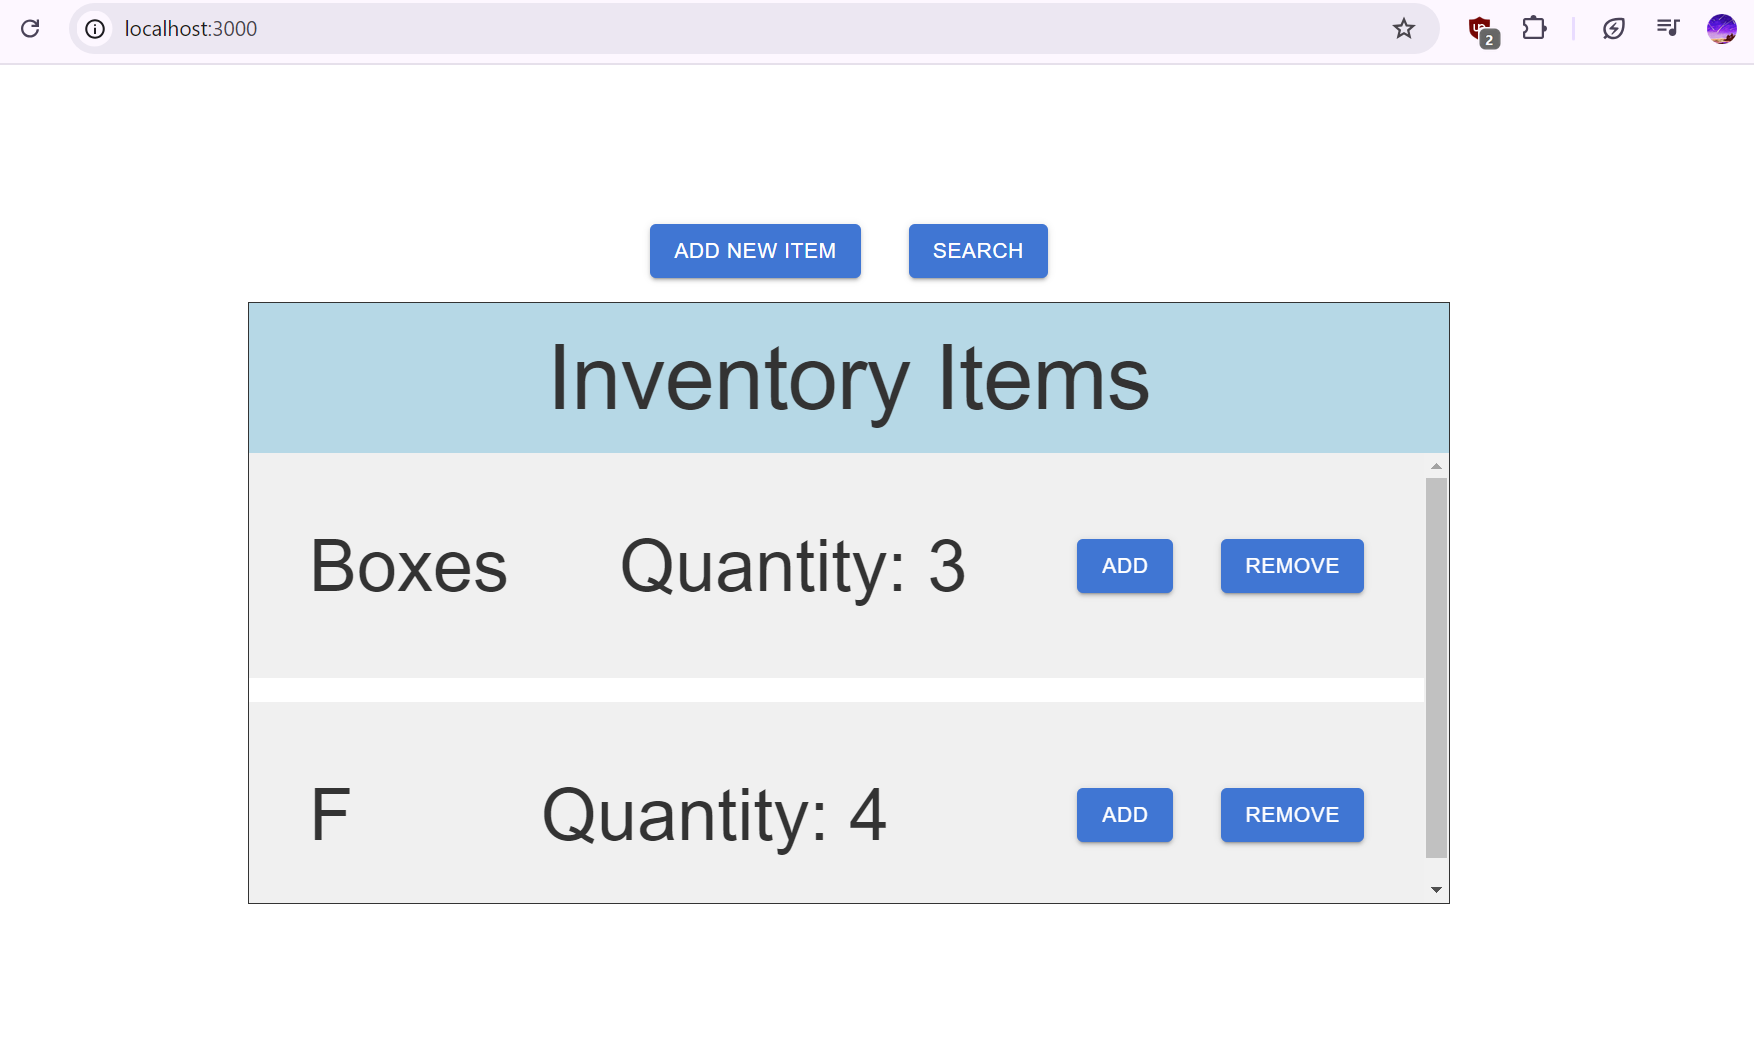 localhost:3000
2
ADD NEW ITEM SEARCH
Inventory Items
Boxes Quantity: 3 ADD REMOVE
F Quantity: 4 ADD REMOVE